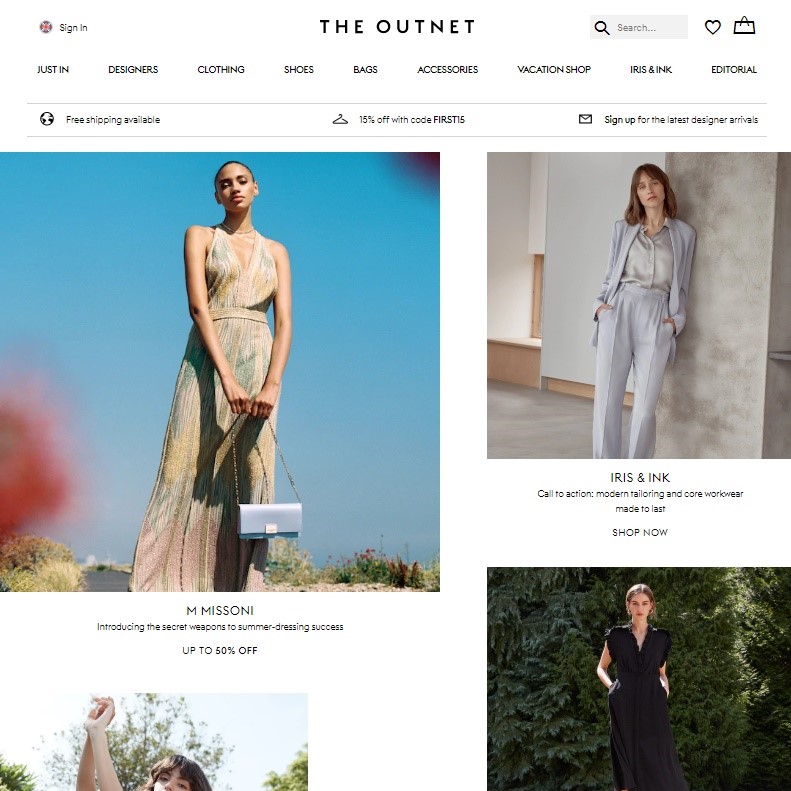 Sign In
THE OUTNET
Search...
JUST IN
DESIGNERS
CLOTHING
SHOES
BAGS
ACCESSORIES
VACATION SHOP
IRIS & INK
EDITORIAL
Free shipping available
15% off with code FIRST15
Sign up for the latest designer arrivals
M MISSONI
Introducing the secret weapons to summer-dressing success
UP TO 50% OFF
IRIS & INK
Call to action: modern tailoring and core workwear
made to last
SHOP NOW